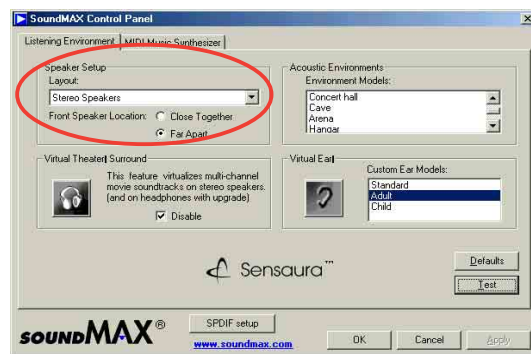 SoundMAX Control Panel
Listening Environment
MIDI Music Synthesizer
Speaker Setup
Layout:
Stereo Speakers
Front Speaker Location:
Close Together
Far Apart
Acoustic Environments
Environment Models:
Concert hall
Cave
Arena
Hangar
Virtual Theater Surround
This feature virtualizes multi-channel
movie soundtracks on stereo speakers.
(and on headphones with upgrade)
Disable
Virtual Ear
Custom Ear Models:
Standard
Adult
Child
Sensaura™
Defaults
Test
SOUNDMAX®
SPDIF setup
www.soundmax.com
OK
Cancel
Apply